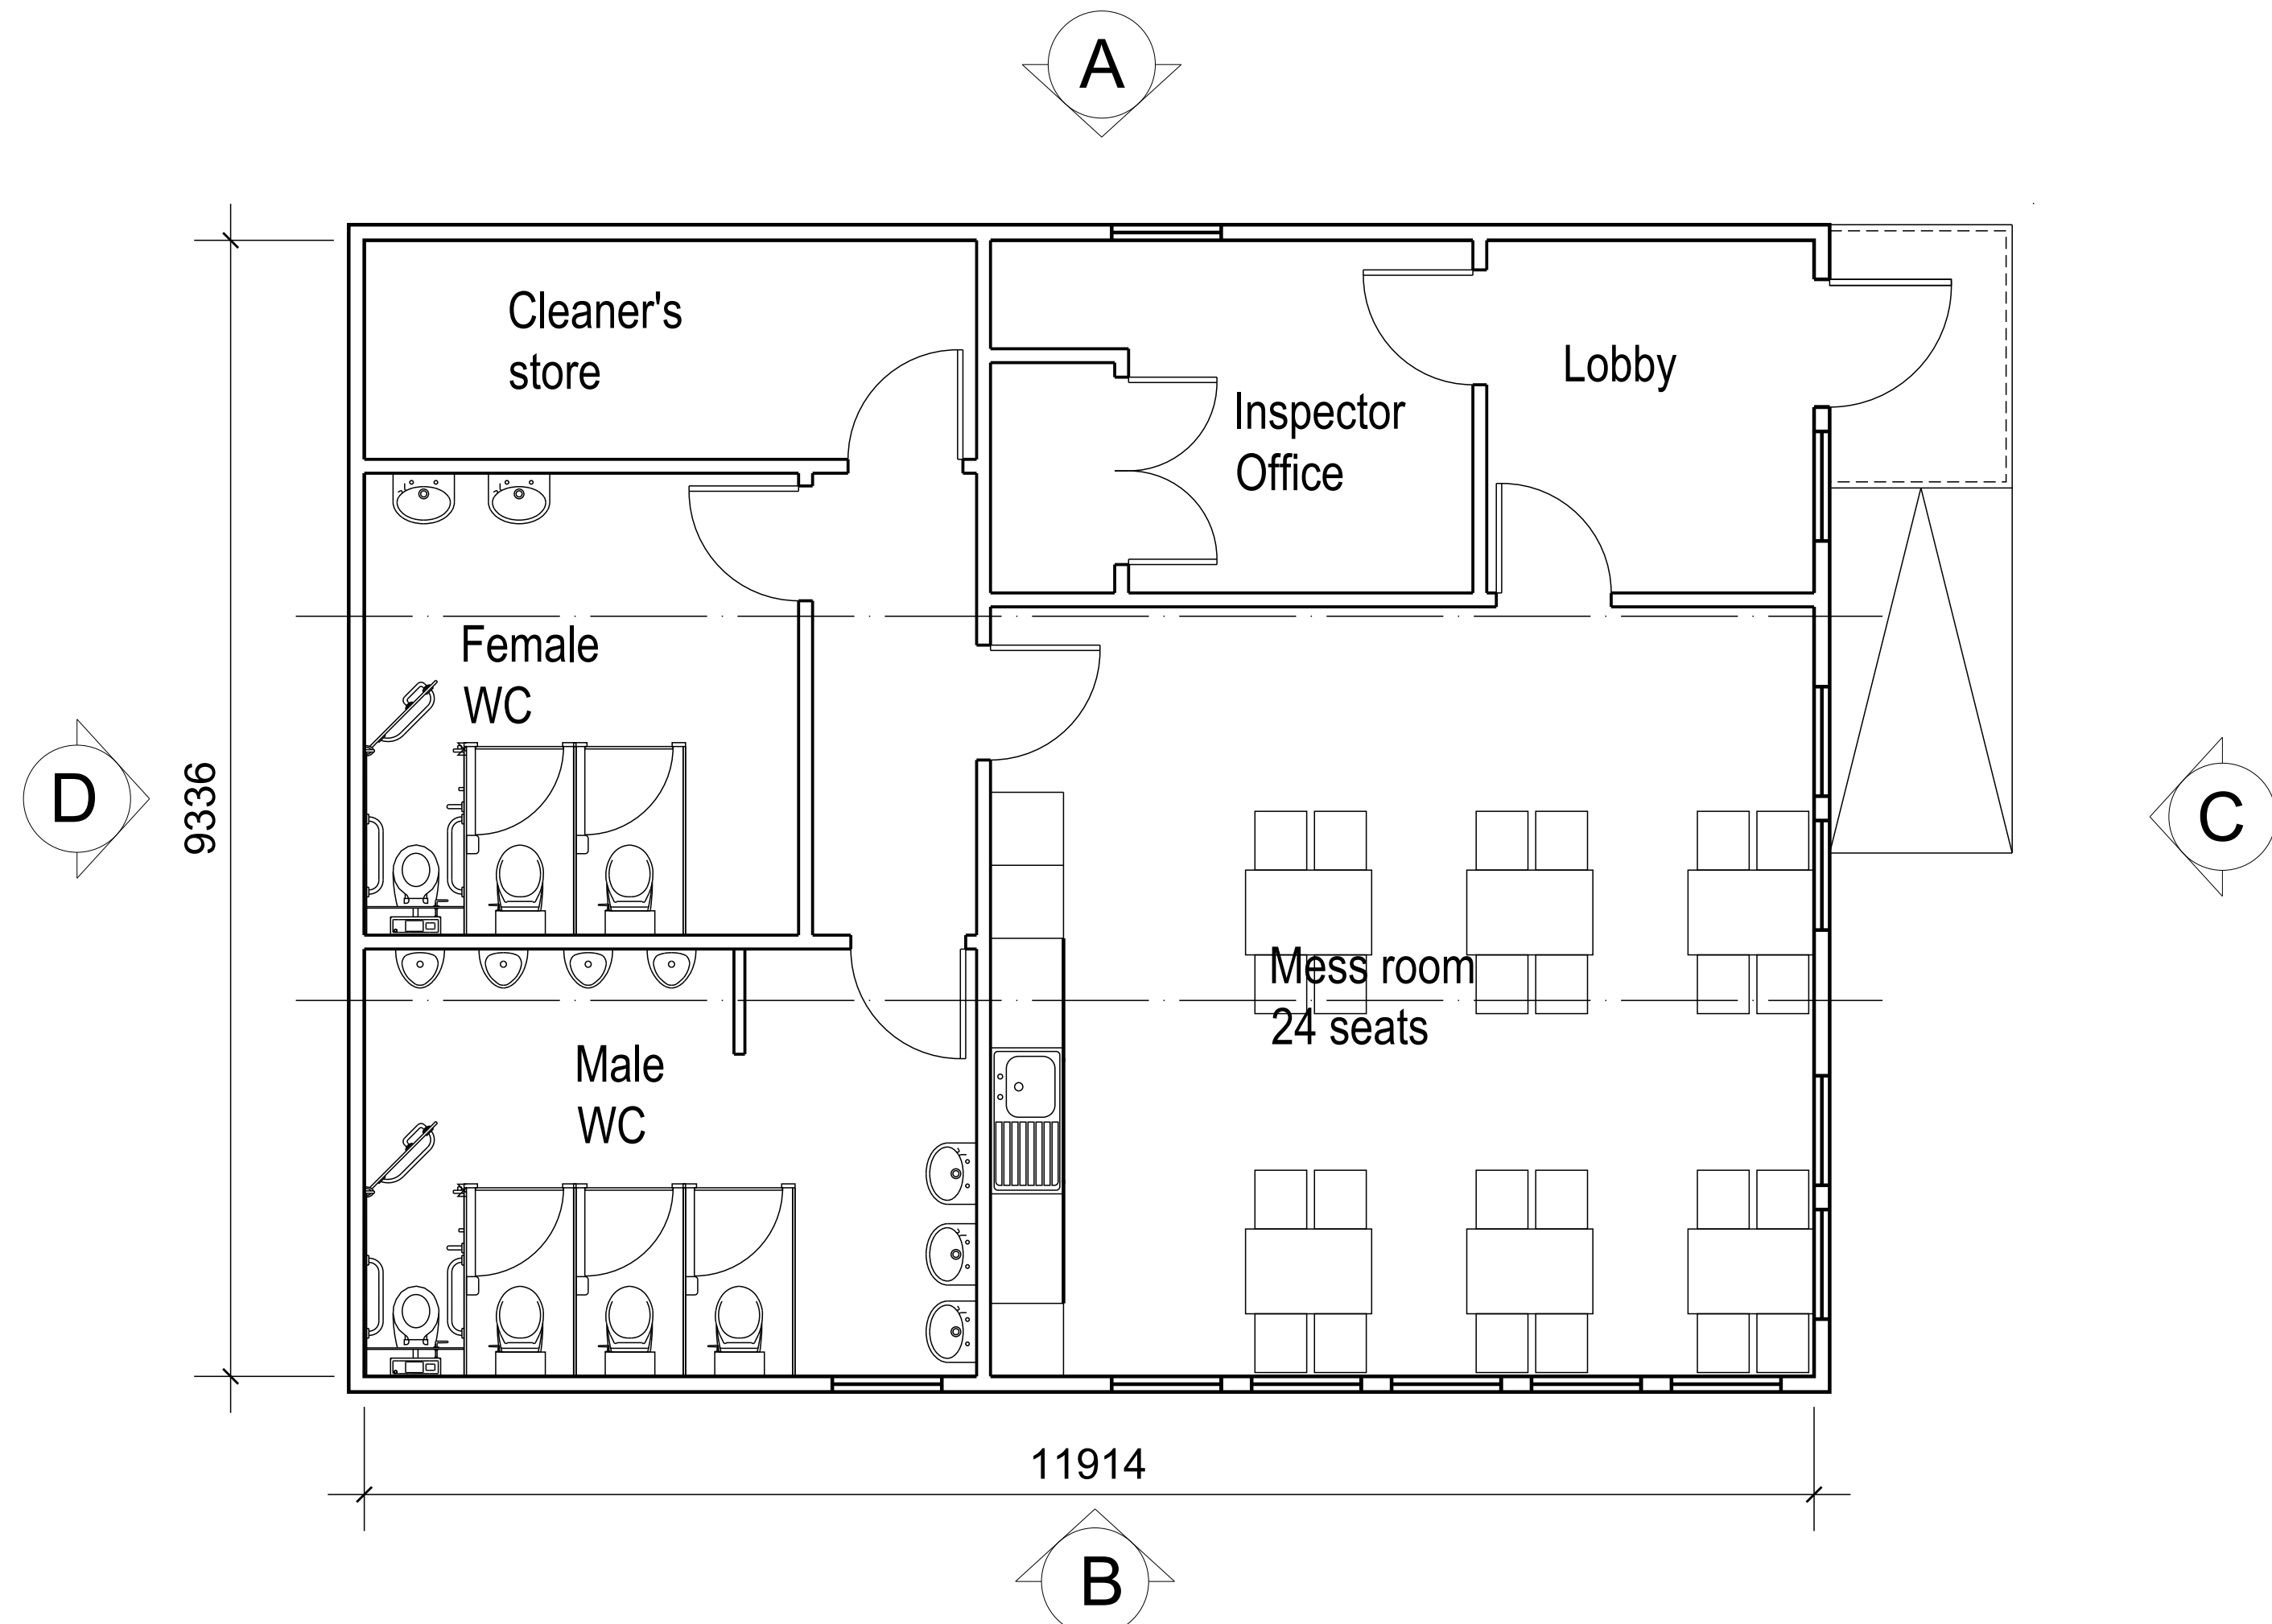 A
Cleaner's
store
Lobby
Inspector
Office
Female
WC
D
9336
C
Mess room
24 seats
Male
WC
11914
B